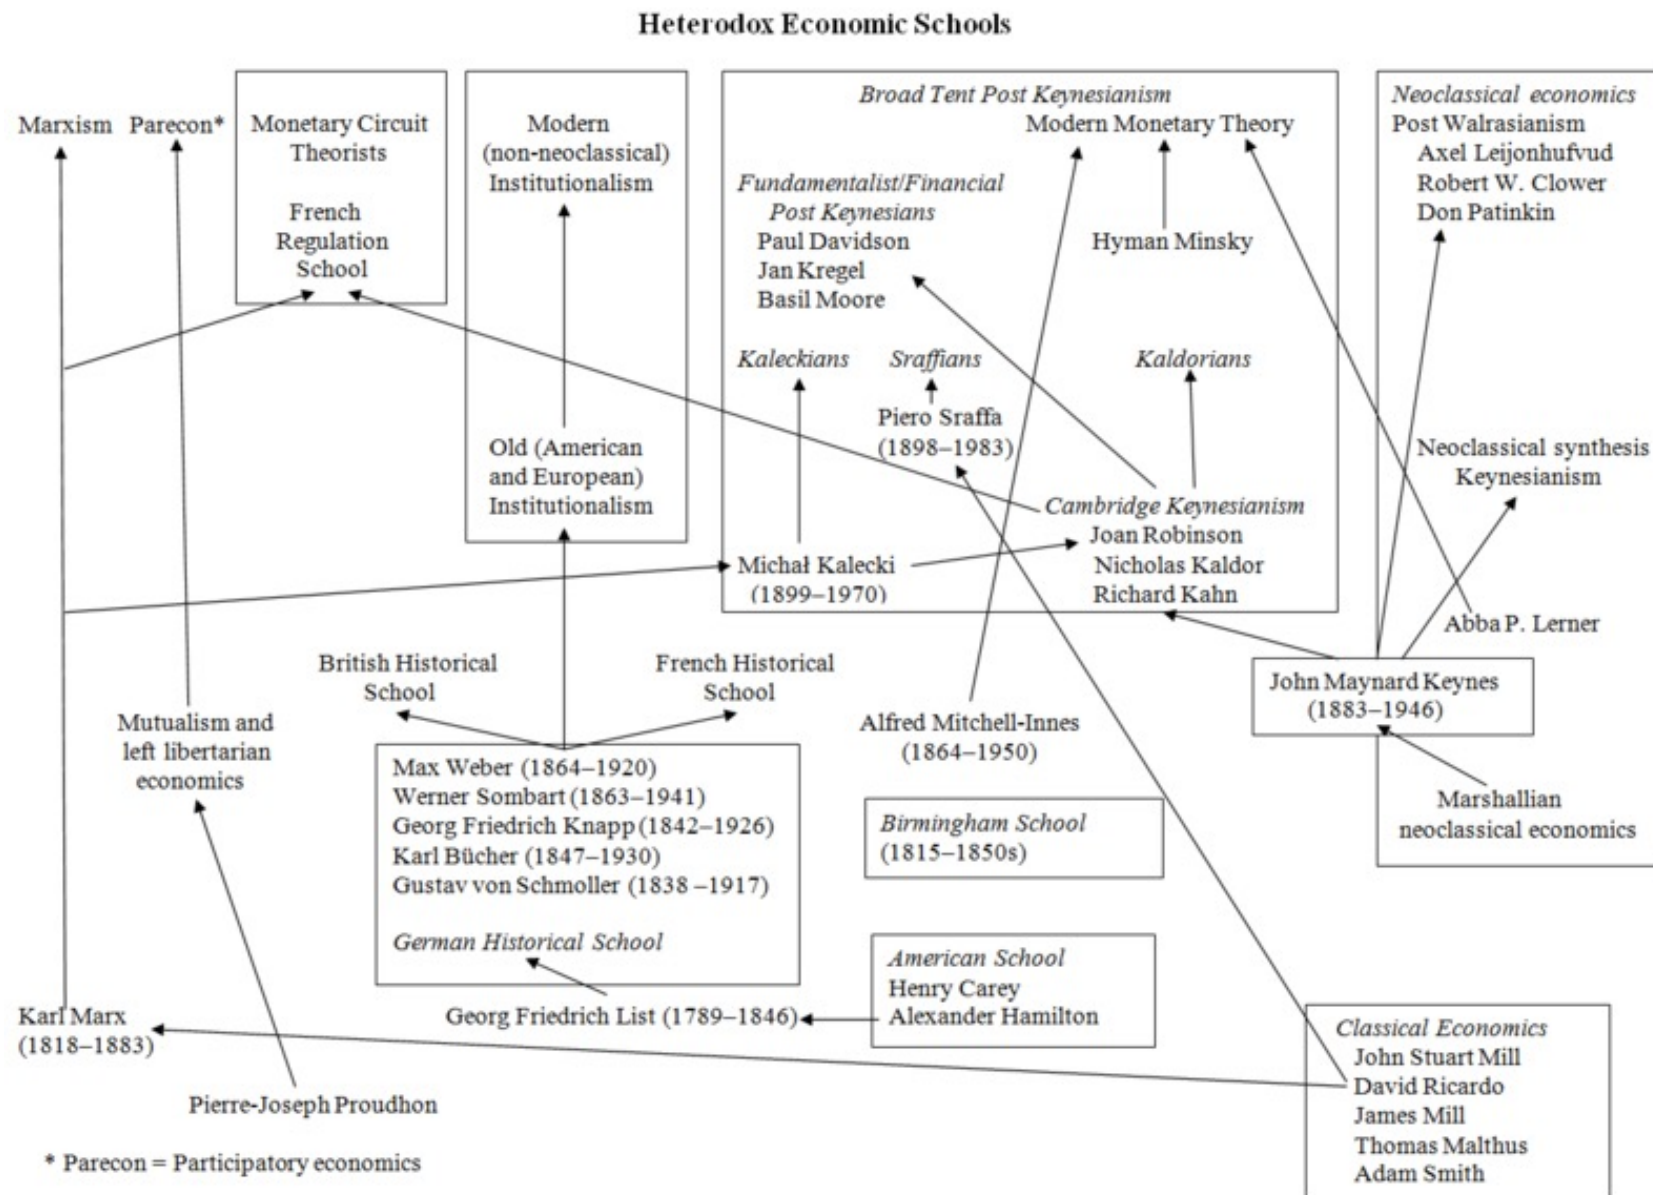 Heterodox Economic Schools
Marxism
Parecon*
Monetary Circuit
Theorists
French
Regulation
School
Modern
(non-neoclassical)
Institutionalism
Old (American
and European)
Institutionalism
Broad Tent Post Keynesianism
Modern Monetary Theory
Fundamentalist/Financial
Post Keynesians
Paul Davidson
Jan Kregel
Basil Moore
Hyman Minsky
Kaleckians
Sraffians
Kaldorians
Piero Sraffa
(1898–1983)
Cambridge Keynesianism
Joan Robinson
Nicholas Kaldor
Richard Kahn
Michał Kalecki
(1899–1970)
Neoclassical economics
Post Walrasianism
Axel Leijonhufvud
Robert W. Clower
Don Patinkin
Neoclassical synthesis
Keynesianism
Abba P. Lerner
John Maynard Keynes
(1883–1946)
Marshallian
neoclassical economics
British Historical
School
French Historical
School
Mutualism and
left libertarian
economics
Max Weber (1864–1920)
Werner Sombart (1863–1941)
Georg Friedrich Knapp (1842–1926)
Karl Bücher (1847–1930)
Gustav von Schmoller (1838 –1917)
German Historical School
Alfred Mitchell-Innes
(1864–1950)
Birmingham School
(1815–1850s)
American School
Henry Carey
Alexander Hamilton
Georg Friedrich List (1789–1846)
Karl Marx
(1818–1883)
Pierre-Joseph Proudhon
Classical Economics
John Stuart Mill
David Ricardo
James Mill
Thomas Malthus
Adam Smith
* Parecon = Participatory economics